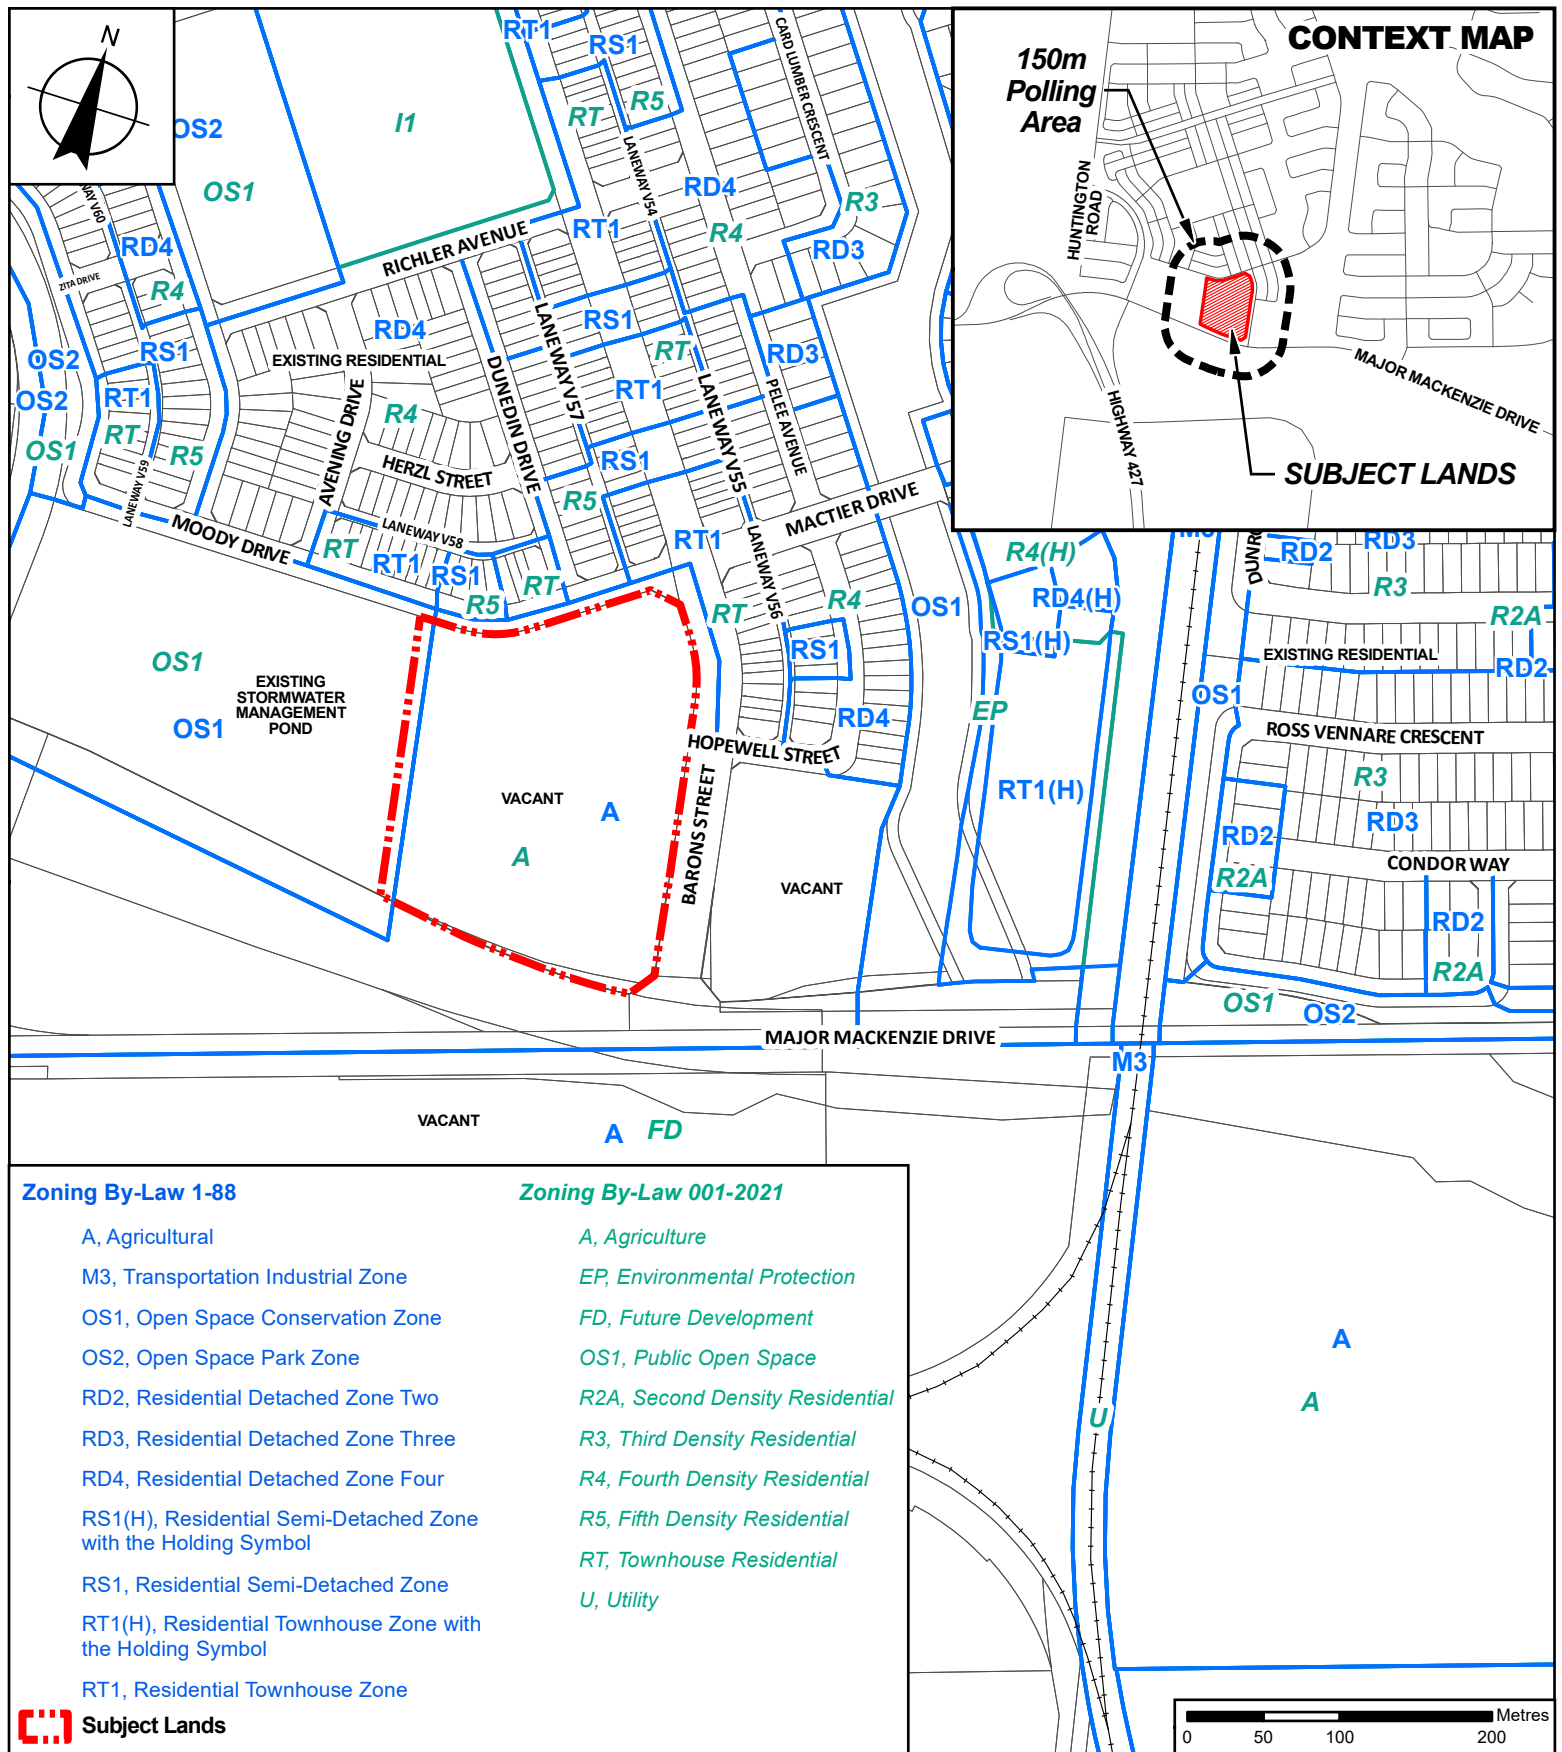 N
CONTEXT MAP
150m
Polling
Area
HUNTINGTON
ROAD
HIGHWAY 427
MAJOR MACKENZIE DRIVE
SUBJECT LANDS
OS2
OS1
I1
RT1
RS1
RT
R5
CARD LUMBER CRESCENT
LANEWAY V54
RD4
R4
R3
RD3
RT1
RICHLER AVENUE
WAY V60
RD4
ZITA DRIVE
R4
RS1
OS2
OS2
OS1
RT1
RT
R5
LANEWAY V59
RD4
EXISTING RESIDENTIAL
AVENING DRIVE
R4
HERZL STREET
DUNEDIN DRIVE
LANEWAY V57
RS1
RT
RT1
RS1
R5
LANEWAY V55
PELEE AVENUE
RD3
MACTIER DRIVE
MOODY DRIVE
LANEWAY V58
RT
RT1
RS1
R5
RT
RT1
RT
LANEWAY V56
R4
RS1
RD4
HOPEWELL STREET
BARONS STREET
OS1
R4(H)
RD4(H)
RS1(H)
EP
RT1(H)
OS1
DUNR
RD2
RD3
R3
R2A
EXISTING RESIDENTIAL
RD2
ROSS VENNARE CRESCENT
R3
RD3
RD2
R2A
CONDOR WAY
RD2
R2A
OS1
OS2
OS1
EXISTING
STORMWATER
MANAGEMENT
POND
OS1
VACANT
A
A
VACANT
MAJOR MACKENZIE DRIVE
M3
VACANT
A
FD
A
A
U
Zoning By-Law 1-88
A, Agricultural
M3, Transportation Industrial Zone
OS1, Open Space Conservation Zone
OS2, Open Space Park Zone
RD2, Residential Detached Zone Two
RD3, Residential Detached Zone Three
RD4, Residential Detached Zone Four
RS1(H), Residential Semi-Detached Zone
with the Holding Symbol
RS1, Residential Semi-Detached Zone
RT1(H), Residential Townhouse Zone with
the Holding Symbol
RT1, Residential Townhouse Zone
Subject Lands
Zoning By-Law 001-2021
A, Agriculture
EP, Environmental Protection
FD, Future Development
OS1, Public Open Space
R2A, Second Density Residential
R3, Third Density Residential
R4, Fourth Density Residential
R5, Fifth Density Residential
RT, Townhouse Residential
U, Utility
Metres
0 50 100 200